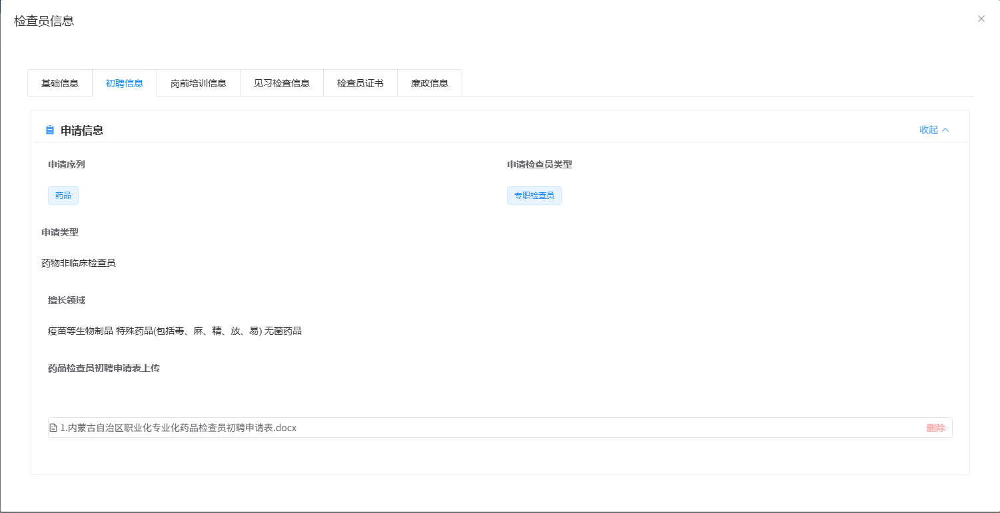 检查员信息
基础信息 初聘信息 岗前培训信息 见习检查信息 检查员证书 廉政信息
申请信息 收起
申请序列 申请检查员类型
药品 专职检查员
申请类型
药物非临床检查员
擅长领域
疫苗等生物制品 特殊药品(包括毒、麻、精、放、易) 无菌药品
药品检查员初聘申请表上传
1.内蒙古自治区职业化专业化药品检查员初聘申请表.docx 删除